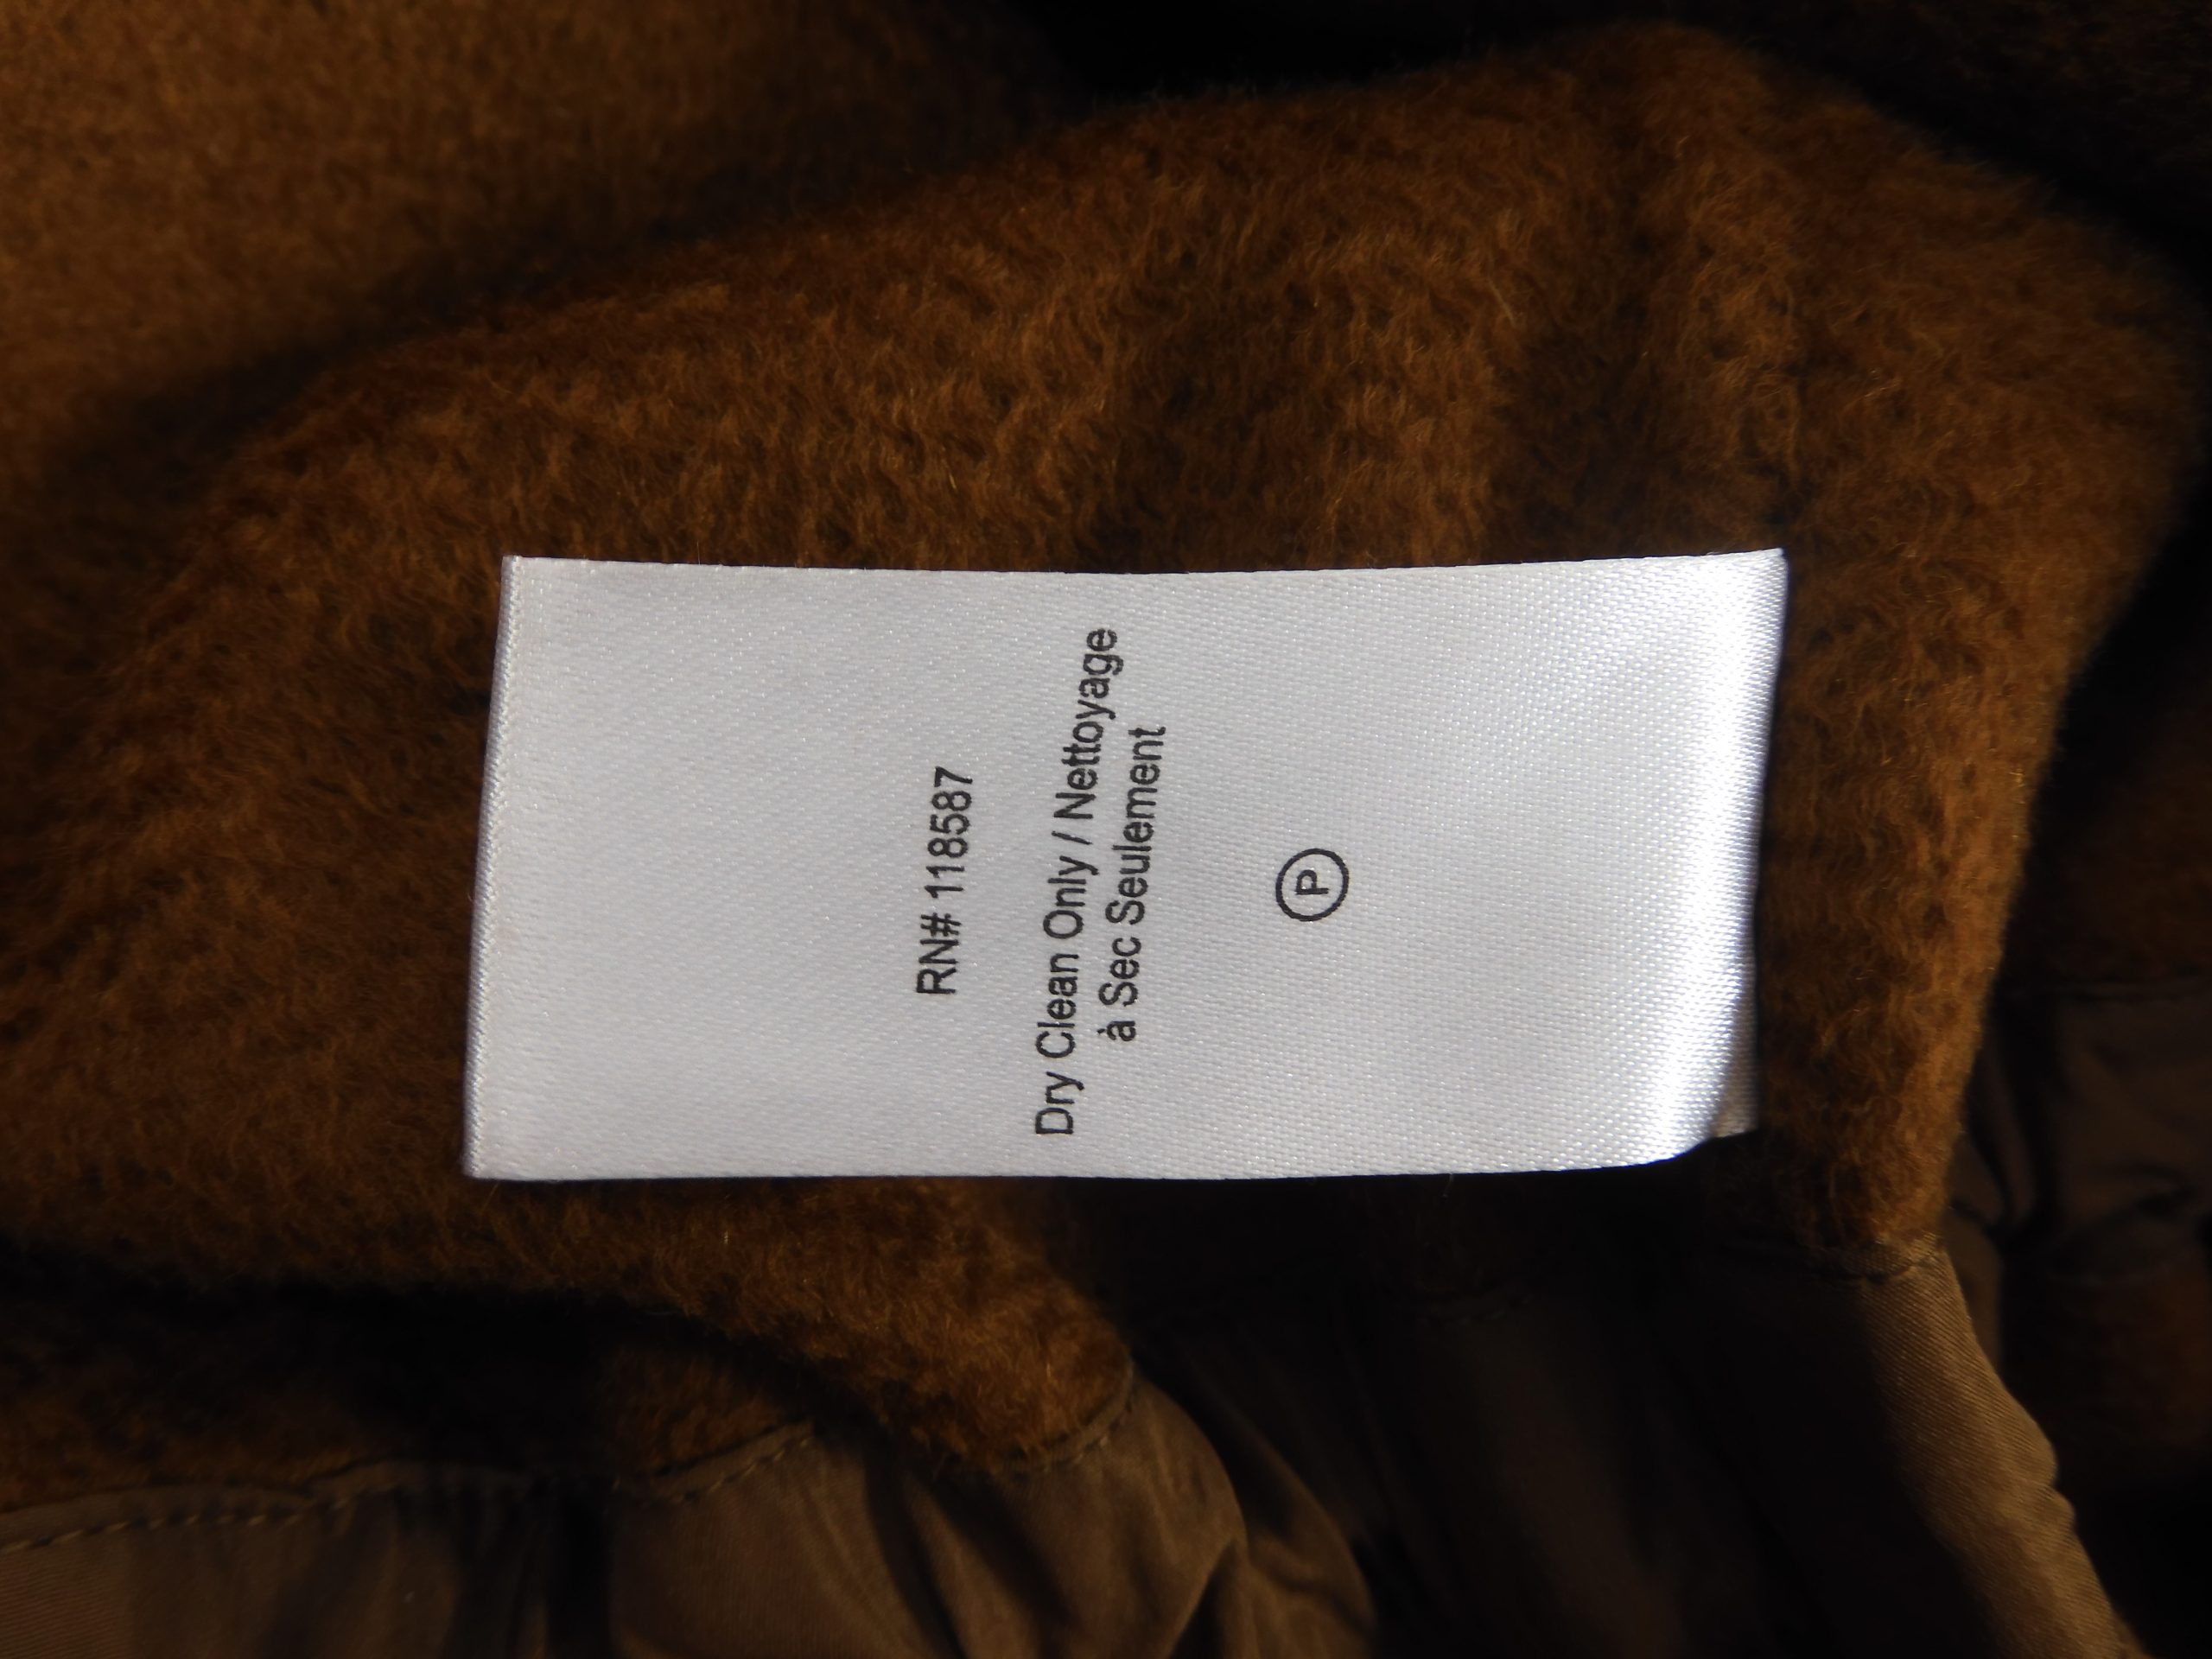 RN# 118587
Dry Clean Only / Nettoyage
à Sec Seulement
P